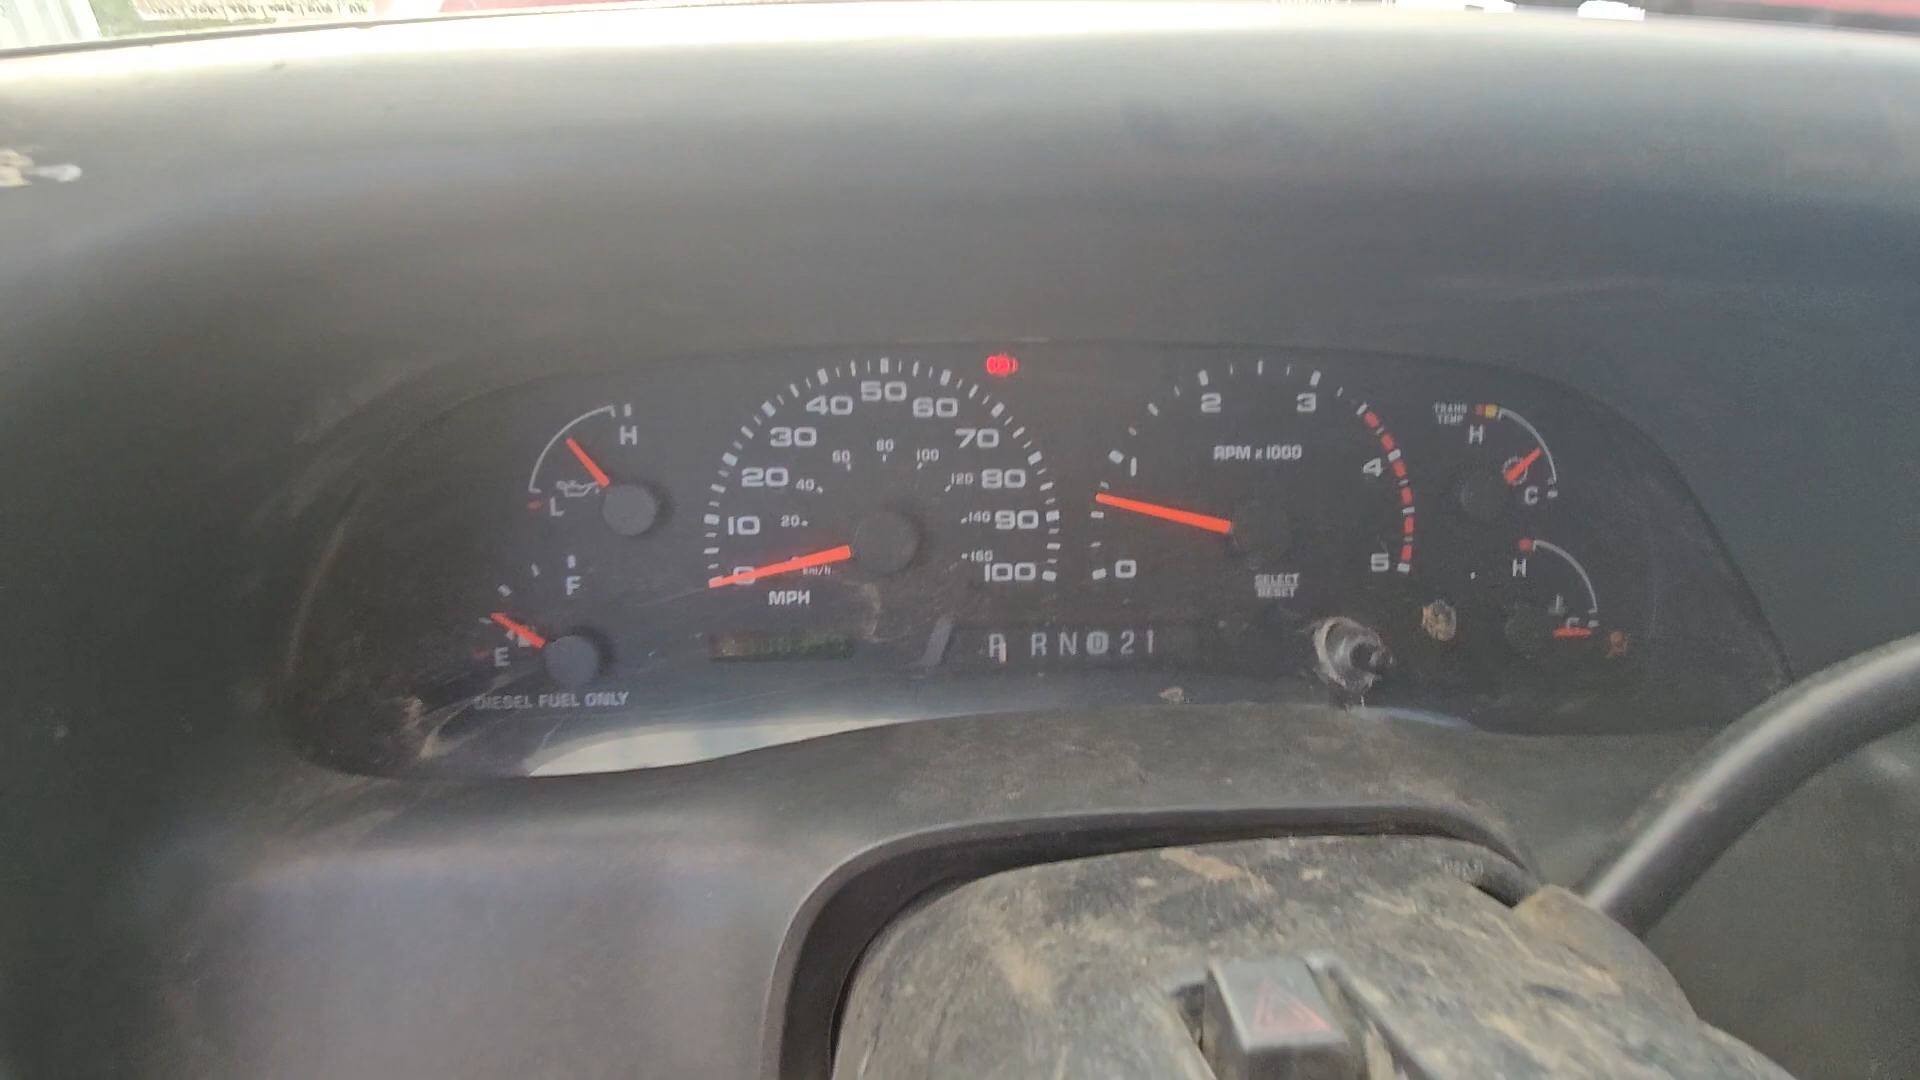 H
L
F
E
DIESEL FUEL ONLY
0
10
20
30
40
50
60
70
80
90
100
20
40
60
80
100
120
140
160
km/h
MPH
P R N D 2 1
0
1
2
3
4
5
RPM x 1000
SELECT
RESET
TRANS
TEMP
H
C
H
C